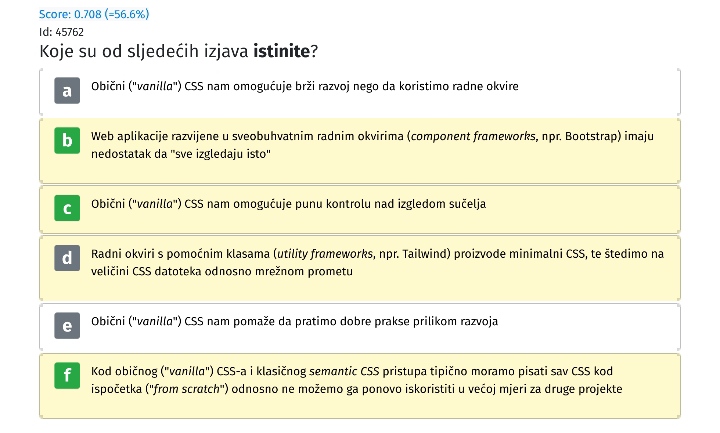 Score: 0.708 (=56.6%)
Id: 45762
Koje su od sljedećih izjava istinite?
a Obični ("vanilla") CSS nam omogućuje brži razvoj nego da koristimo radne okvire
b Web aplikacije razvijene u sveobuhvatnim radnim okvirima (component frameworks, npr. Bootstrap) imaju
nedostatak da "sve izgledaju isto"
c Obični ("vanilla") CSS nam omogućuje punu kontrolu nad izgledom sučelja
d Radni okviri s pomoćnim klasama (utility frameworks, npr. Tailwind) proizvode minimalni CSS, te štedimo na
veličini CSS datoteka odnosno mrežnom prometu
e Obični ("vanilla") CSS nam pomaže da pratimo dobre prakse prilikom razvoja
f Kod običnog ("vanilla") CSS-a i klasičnog semantic CSS pristupa tipično moramo pisati sav CSS kod
ispočetka ("from scratch") odnosno ne možemo ga ponovo iskoristiti u većoj mjeri za druge projekte